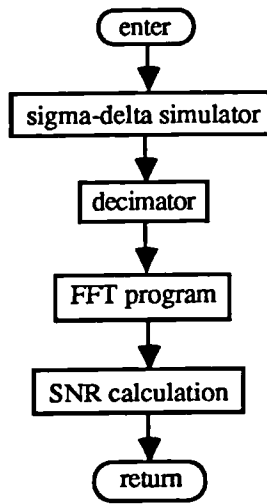 enter
sigma-delta simulator
decimator
FFT program
SNR calculation
return